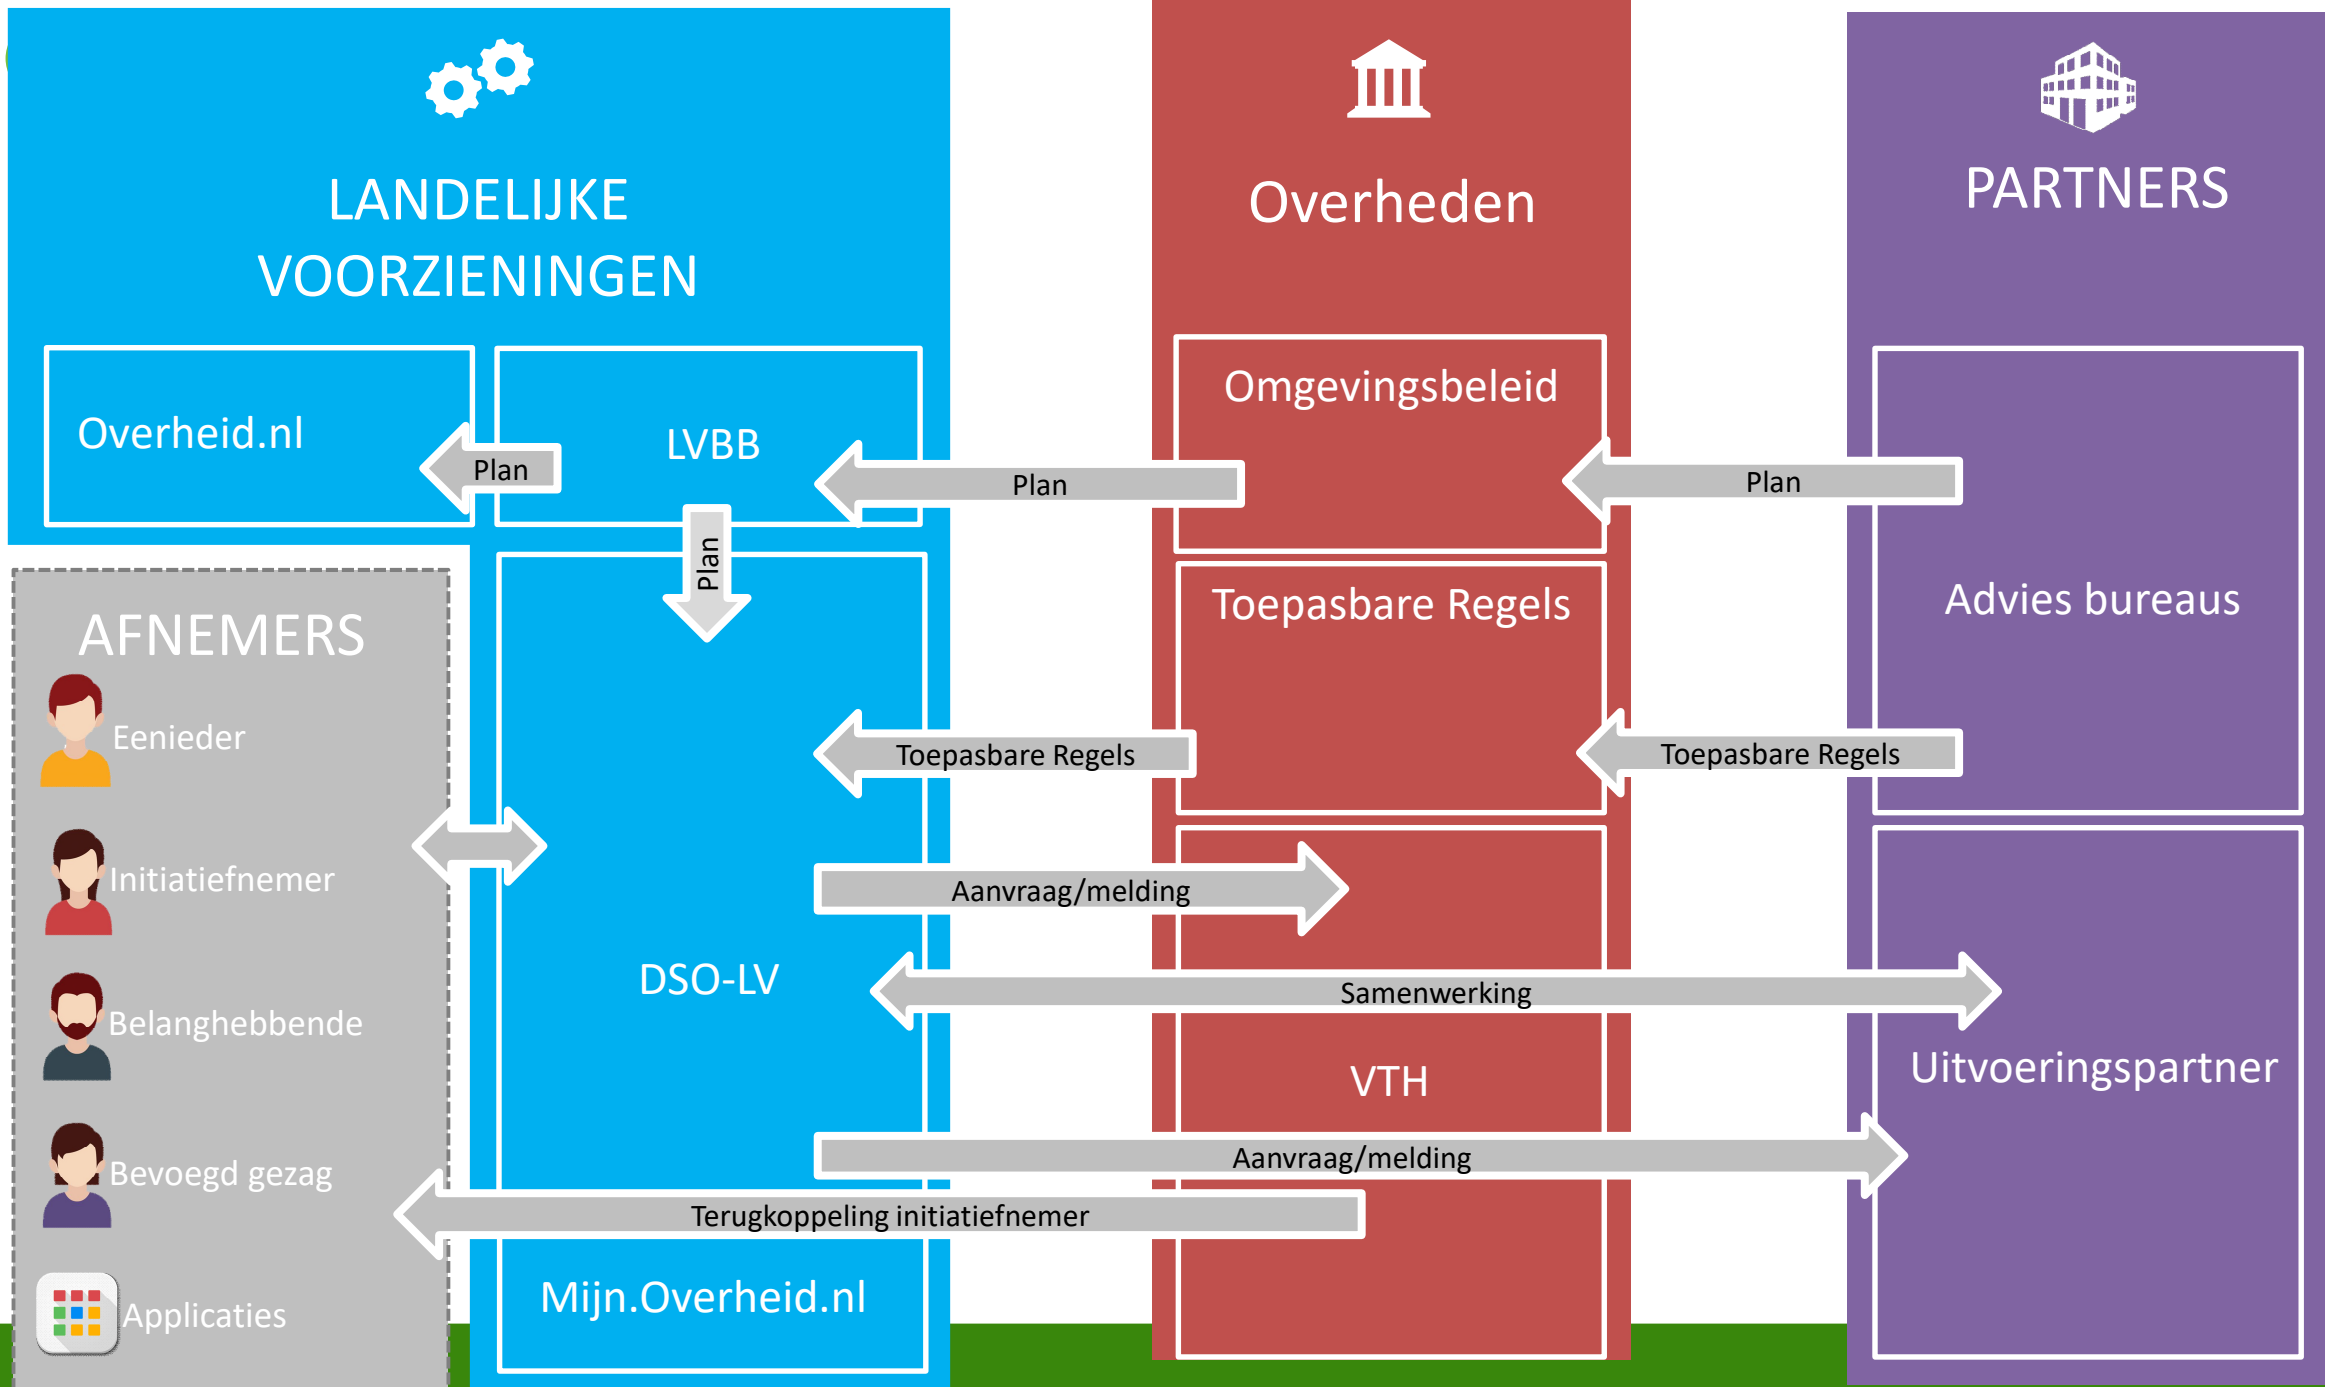 LANDELIJKE
VOORZIENINGEN
Overheden
PARTNERS
Overheid.nl
LVBB
Omgevingsbeleid
Plan
Plan
Plan
Plan
Toepasbare Regels
Advies bureaus
AFNEMERS
Eenieder
Initiatiefnemer
Belanghebbende
Bevoegd gezag
Applicaties
Toepasbare Regels
Toepasbare Regels
Aanvraag/melding
DSO-LV
Samenwerking
VTH
Uitvoeringspartner
Aanvraag/melding
Terugkoppeling initiatiefnemer
Mijn.Overheid.nl